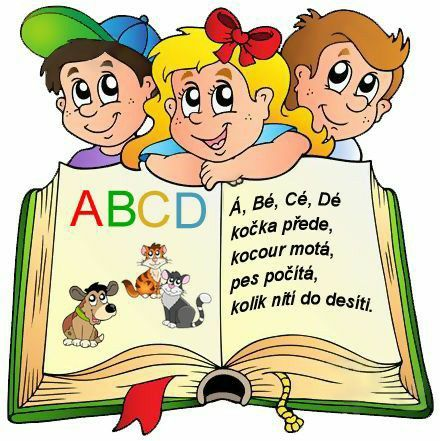 ABCD
Á, Bé, Cé, Dé
kočka přede,
kocour motá,
pes počítá,
kolik nití do desíti.